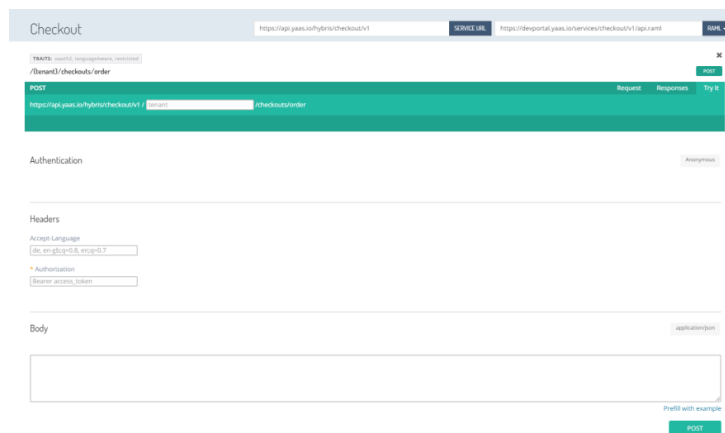 Checkout
https://api.yaas.io/hybris/checkout/v1 SERVICE URL https://devportal.yaas.io/services/checkout/v1/api.raml RAML
TRAITS: oauth2, languageAware, restricted
/{tenant}/checkouts/order POST
POST Request Responses Try It
https://api.yaas.io/hybris/checkout/v1 / tenant /checkouts/order
Authentication Anonymous
Headers
Accept-Language
de, en-gb;q=0.8, en;q=0.7
* Authorization
Bearer access_token
Body application/json
Prefill with example
POST